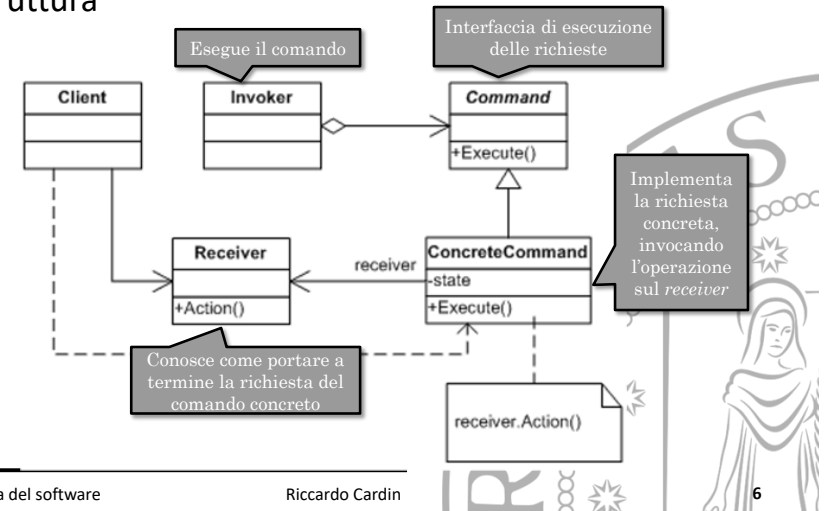 ruttura
Esegue il comando
Interfaccia di esecuzione
delle richieste
Client
Invoker
Command
+Execute()
Implementa
la richiesta
concreta,
invocando
l'operazione
sul receiver
Receiver
+Action()
receiver
ConcreteCommand
-state
+Execute()
Conosce come portare a
termine la richiesta del
comando concreto
receiver.Action()
a del software
Riccardo Cardin
6